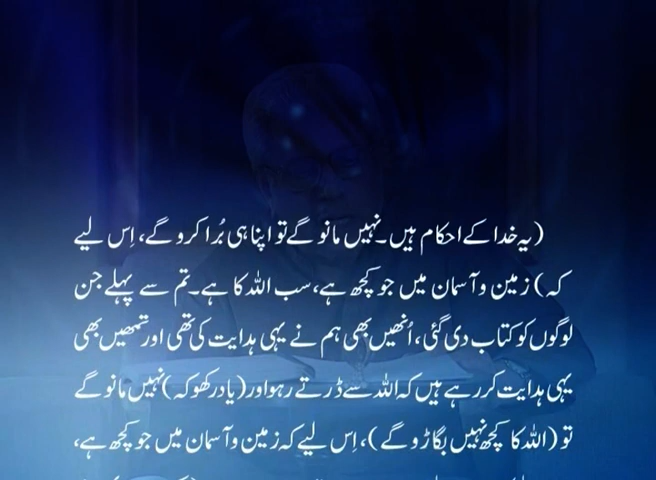 (یہ خدا کے احکام ہیں۔ نہیں مانو گے تو اپنا ہی بُرا کرو گے، اِس لیے
کہ) زمین و آسمان میں جو کچھ ہے، سب اللہ کا ہے۔ تم سے پہلے جن
لوگوں کو کتاب دی گئی، اُنھیں بھی ہم نے یہی ہدایت کی تھی اور تمھیں بھی
یہی ہدایت کر رہے ہیں کہ اللہ سے ڈرتے رہو اور (یاد رکھو کہ) نہیں مانو گے
تو (اللہ کا کچھ نہیں بگاڑو گے)، اِس لیے کہ زمین و آسمان میں جو کچھ ہے،